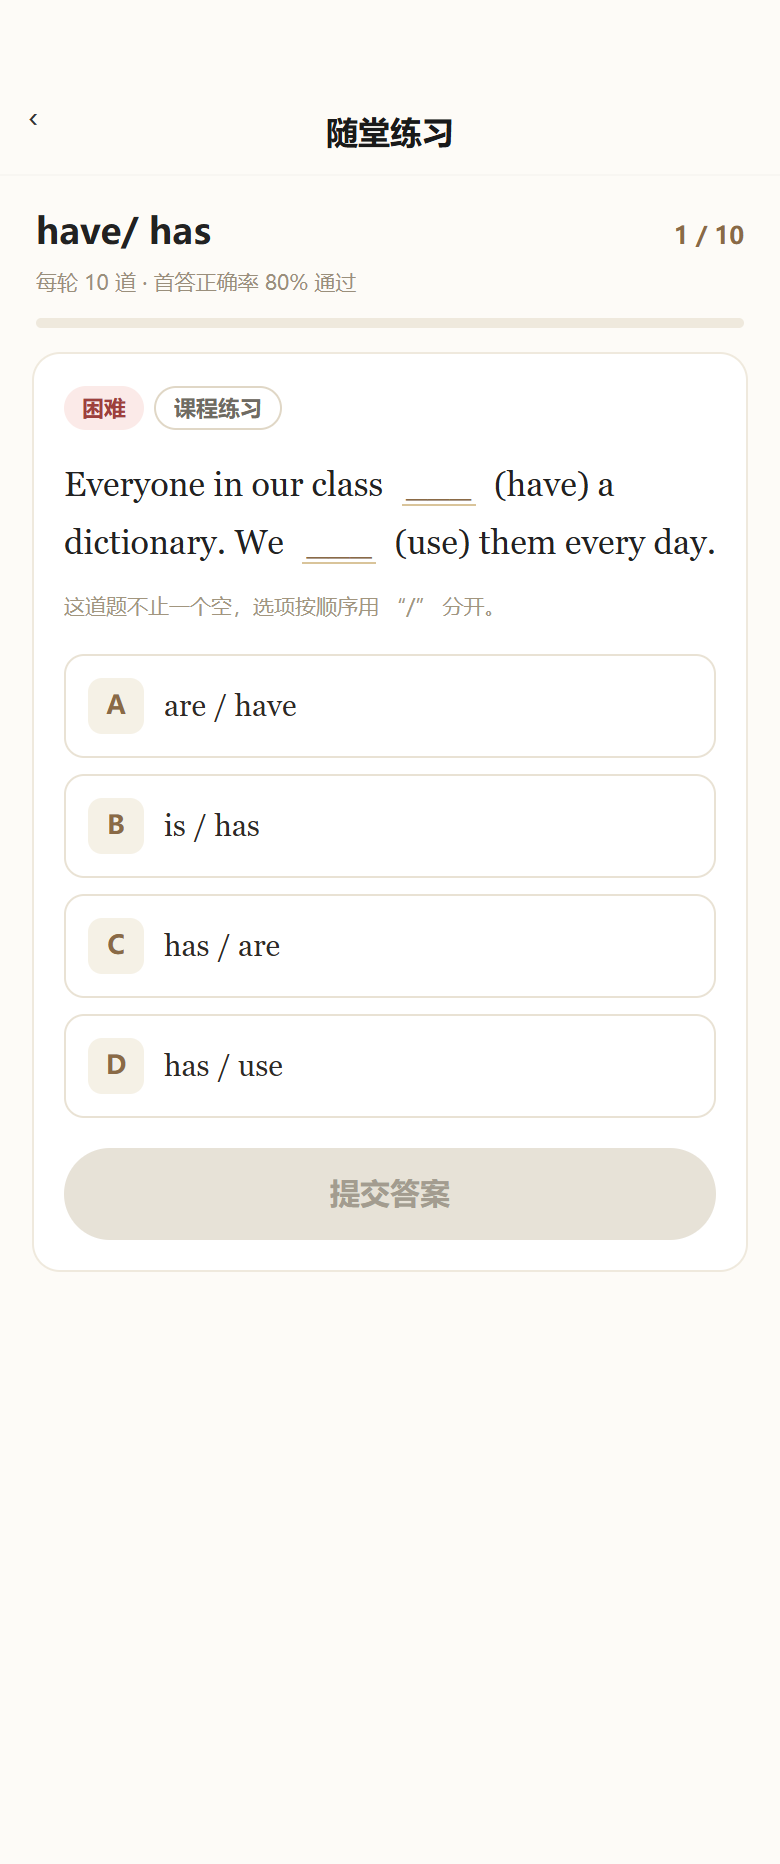 ‹
随堂练习
have/ has
1 / 10
每轮 10 道 · 首答正确率 80% 通过
困难
课程练习
Everyone in our class ____ (have) a
dictionary. We ____ (use) them every day.
这道题不止一个空，选项按顺序用 “/” 分开。
A are / have
B is / has
C has / are
D has / use
提交答案